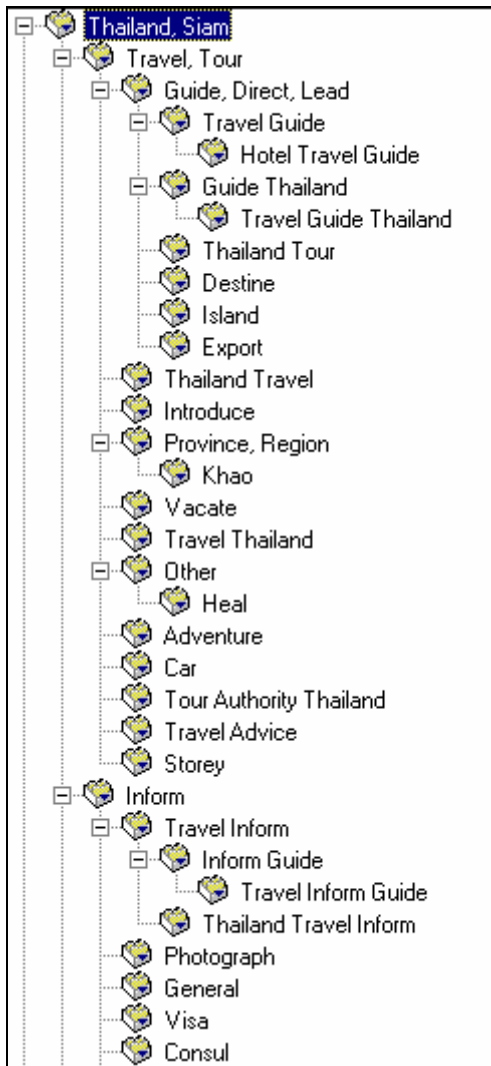 Thailand, Siam
Travel, Tour
Guide, Direct, Lead
Travel Guide
Hotel Travel Guide
Guide Thailand
Travel Guide Thailand
Thailand Tour
Destine
Island
Export
Thailand Travel
Introduce
Province, Region
Khao
Vacate
Travel Thailand
Other
Heal
Adventure
Car
Tour Authority Thailand
Travel Advice
Storey
Inform
Travel Inform
Inform Guide
Travel Inform Guide
Thailand Travel Inform
Photograph
General
Visa
Consul